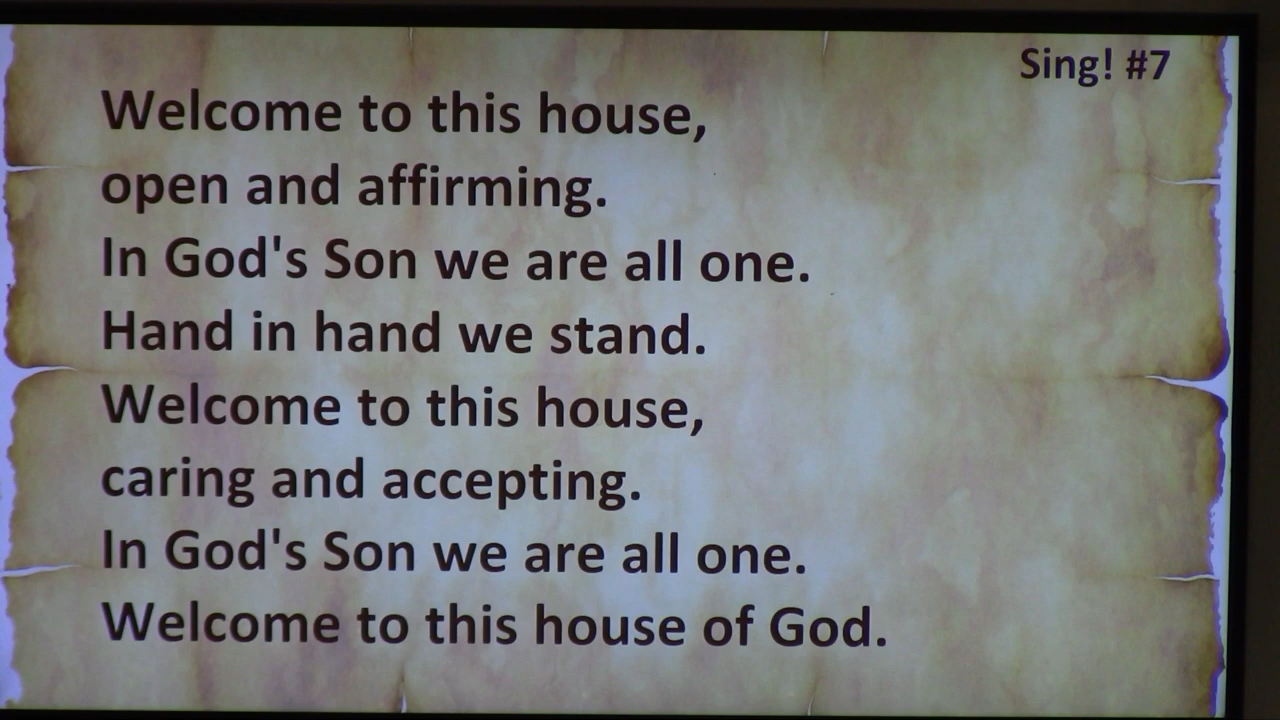 Sing! #7
Welcome to this house,
open and affirming.
In God's Son we are all one.
Hand in hand we stand.
Welcome to this house,
caring and accepting.
In God's Son we are all one.
Welcome to this house of God.